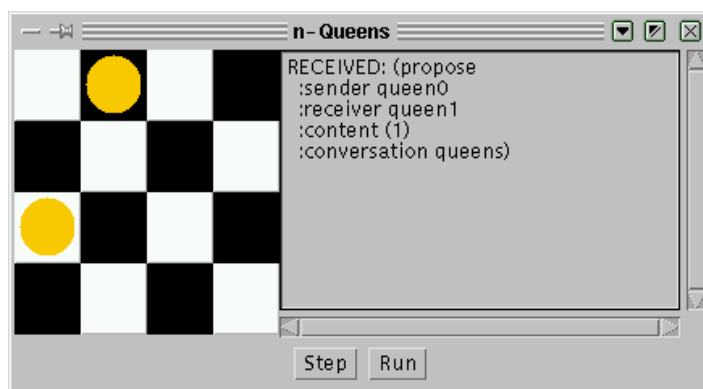 n-Queens
RECEIVED: (propose
:sender queen0
:receiver queen1
:content (1)
:conversation queens)
Step Run